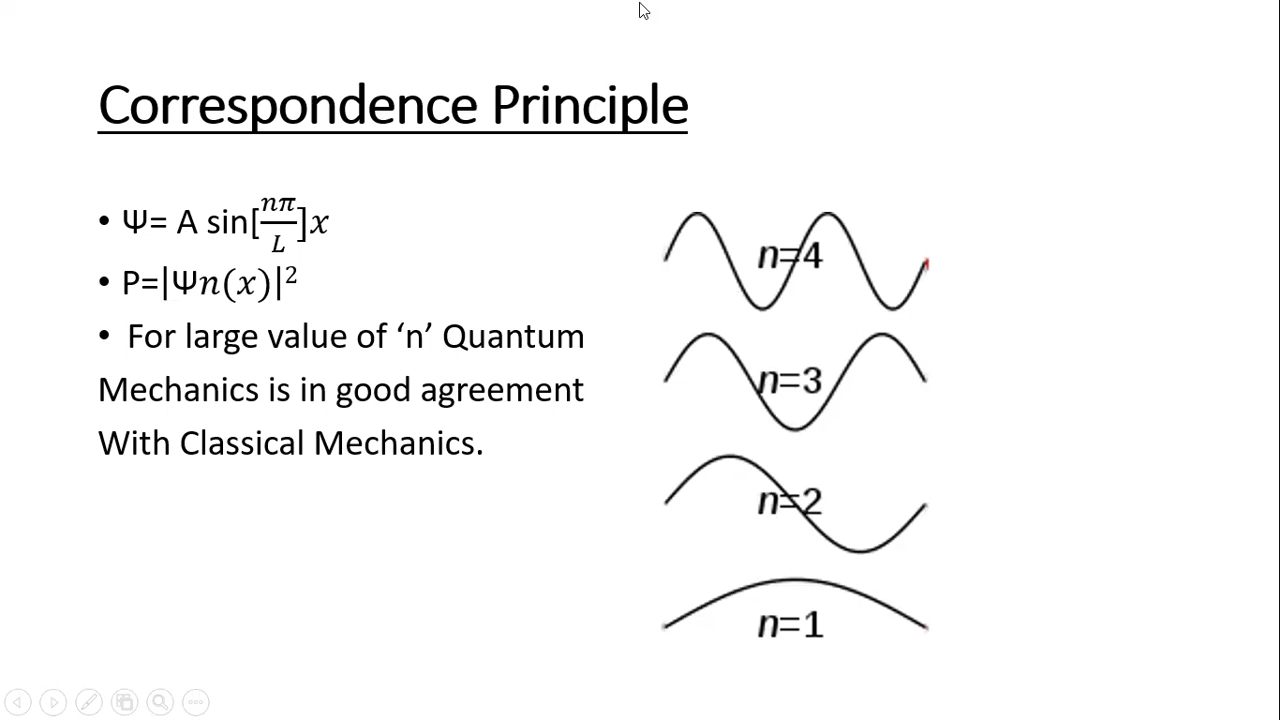 Correspondence Principle
• Ψ= A sin[nπ/L]x
• P=|Ψn(x)|²
• For large value of ‘n’ Quantum
Mechanics is in good agreement
With Classical Mechanics.
n=4
n=3
n=2
n=1